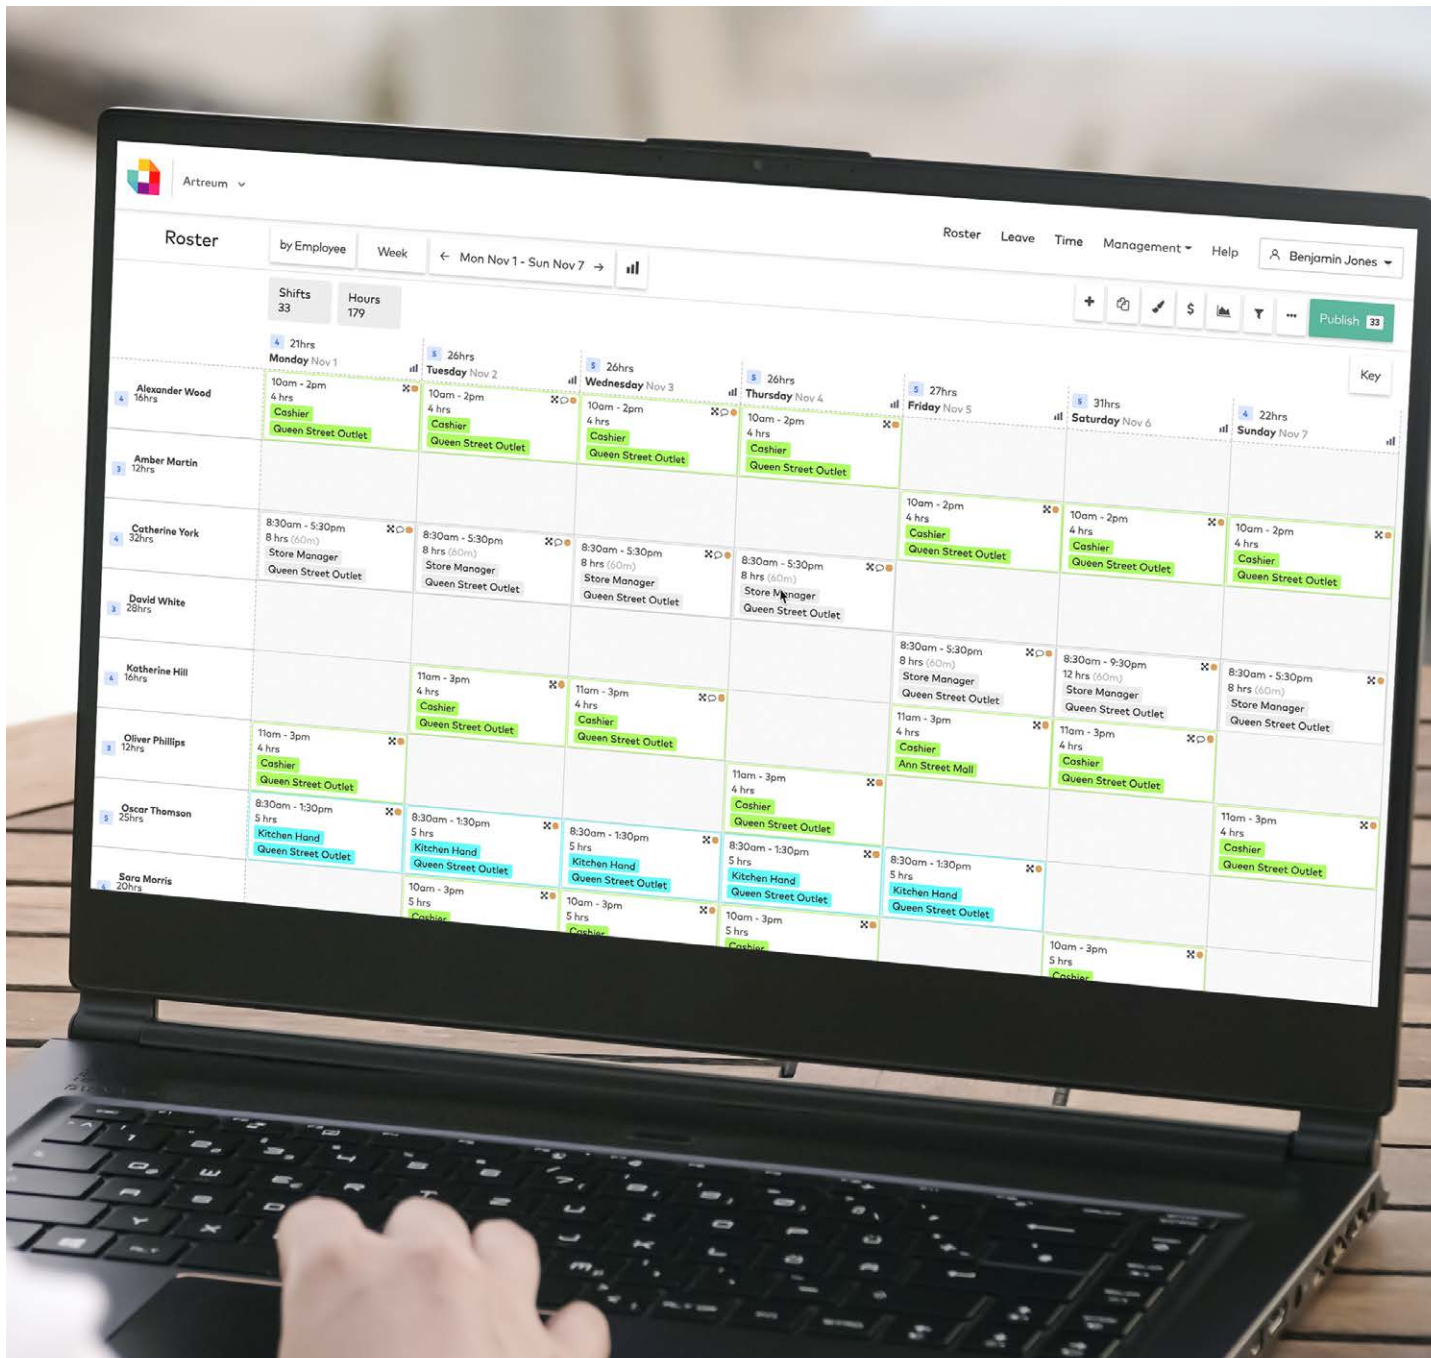 Artreum
Roster Leave Time Management Help Benjamin Jones
Roster by Employee Week ← Mon Nov 1 - Sun Nov 7 →
Shifts
33
Hours
179
+ $ ... Publish 33
Key
4 21hrs
Monday Nov 1
5 26hrs
Tuesday Nov 2
5 26hrs
Wednesday Nov 3
5 26hrs
Thursday Nov 4
5 27hrs
Friday Nov 5
5 31hrs
Saturday Nov 6
4 22hrs
Sunday Nov 7
Alexander Wood
4 16hrs
10am - 2pm
4 hrs
Cashier
Queen Street Outlet
10am - 2pm
4 hrs
Cashier
Queen Street Outlet
10am - 2pm
4 hrs
Cashier
Queen Street Outlet
10am - 2pm
4 hrs
Cashier
Queen Street Outlet
Amber Martin
3 12hrs
10am - 2pm
4 hrs
Cashier
Queen Street Outlet
10am - 2pm
4 hrs
Cashier
Queen Street Outlet
10am - 2pm
4 hrs
Cashier
Queen Street Outlet
Catherine York
4 32hrs
8:30am - 5:30pm
8 hrs (60m)
Store Manager
Queen Street Outlet
8:30am - 5:30pm
8 hrs (60m)
Store Manager
Queen Street Outlet
8:30am - 5:30pm
8 hrs (60m)
Store Manager
Queen Street Outlet
8:30am - 5:30pm
8 hrs (60m)
Store Manager
Queen Street Outlet
David White
3 28hrs
8:30am - 5:30pm
8 hrs (60m)
Store Manager
Queen Street Outlet
8:30am - 9:30pm
12 hrs (60m)
Store Manager
Queen Street Outlet
8:30am - 5:30pm
8 hrs (60m)
Store Manager
Queen Street Outlet
Katherine Hill
4 16hrs
11am - 3pm
4 hrs
Cashier
Queen Street Outlet
11am - 3pm
4 hrs
Cashier
Queen Street Outlet
11am - 3pm
4 hrs
Cashier
Ann Street Mall
11am - 3pm
4 hrs
Cashier
Queen Street Outlet
Oliver Phillips
3 12hrs
11am - 3pm
4 hrs
Cashier
Queen Street Outlet
11am - 3pm
4 hrs
Cashier
Queen Street Outlet
11am - 3pm
4 hrs
Cashier
Queen Street Outlet
Oscar Thomson
5 25hrs
8:30am - 1:30pm
5 hrs
Kitchen Hand
Queen Street Outlet
8:30am - 1:30pm
5 hrs
Kitchen Hand
Queen Street Outlet
8:30am - 1:30pm
5 hrs
Kitchen Hand
Queen Street Outlet
8:30am - 1:30pm
5 hrs
Kitchen Hand
Queen Street Outlet
8:30am - 1:30pm
5 hrs
Kitchen Hand
Queen Street Outlet
Sara Morris
4 20hrs
10am - 3pm
5 hrs
Cashier
10am - 3pm
5 hrs
Cashier
10am - 3pm
5 hrs
Cashier
10am - 3pm
5 hrs
Cashier